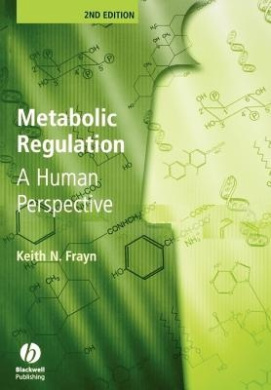 2ND EDITION
Metabolic
Regulation
A Human
Perspective
Keith N. Frayn
Blackwell
Publishing